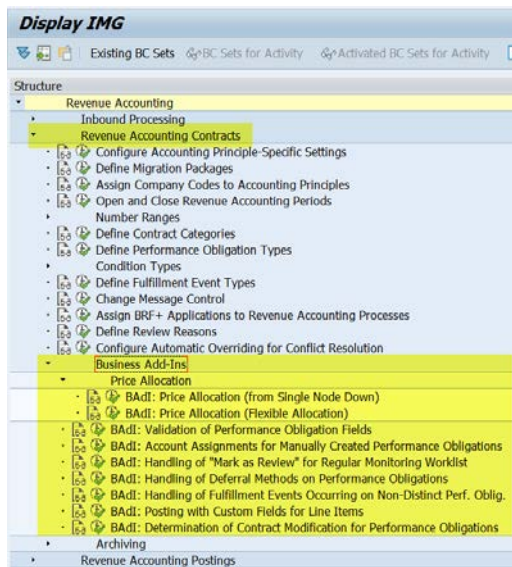 Display IMG
Existing BC Sets BC Sets for Activity Activated BC Sets for Activity
Structure
Revenue Accounting
Inbound Processing
Revenue Accounting Contracts
Configure Accounting Principle-Specific Settings
Define Migration Packages
Assign Company Codes to Accounting Principles
Open and Close Revenue Accounting Periods
Number Ranges
Define Contract Categories
Define Performance Obligation Types
Condition Types
Define Fulfillment Event Types
Change Message Control
Assign BRF+ Applications to Revenue Accounting Processes
Define Review Reasons
Configure Automatic Overriding for Conflict Resolution
Business Add-Ins
Price Allocation
BAdI: Price Allocation (from Single Node Down)
BAdI: Price Allocation (Flexible Allocation)
BAdI: Validation of Performance Obligation Fields
BAdI: Account Assignments for Manually Created Performance Obligations
BAdI: Handling of "Mark as Review" for Regular Monitoring Worklist
BAdI: Handling of Deferral Methods on Performance Obligations
BAdI: Handling of Fulfillment Events Occurring on Non-Distinct Perf. Oblig.
BAdI: Posting with Custom Fields for Line Items
BAdI: Determination of Contract Modification for Performance Obligations
Archiving
Revenue Accounting Postings